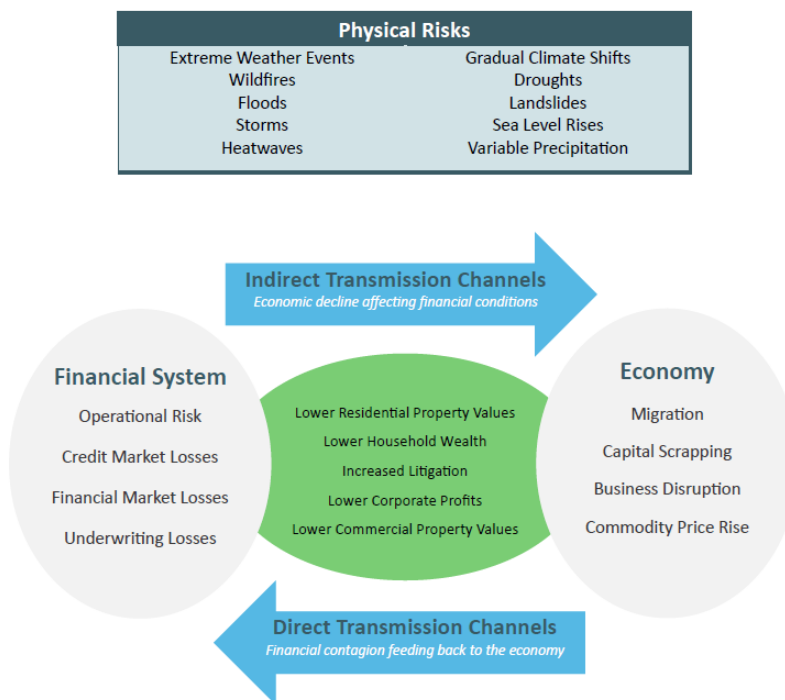 Physical Risks
Extreme Weather Events
Wildfires
Floods
Storms
Heatwaves
Gradual Climate Shifts
Droughts
Landslides
Sea Level Rises
Variable Precipitation
Indirect Transmission Channels
Economic decline affecting financial conditions
Financial System
Operational Risk
Credit Market Losses
Financial Market Losses
Underwriting Losses
Lower Residential Property Values
Lower Household Wealth
Increased Litigation
Lower Corporate Profits
Lower Commercial Property Values
Economy
Migration
Capital Scrapping
Business Disruption
Commodity Price Rise
Direct Transmission Channels
Financial contagion feeding back to the economy